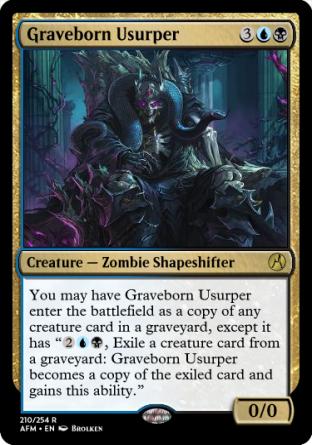 Graveborn Usurper 3
Creature — Zombie Shapeshifter
You may have Graveborn Usurper
enter the battlefield as a copy of any
creature card in a graveyard, except it
has “2, Exile a creature card from
a graveyard: Graveborn Usurper
becomes a copy of the exiled card and
gains this ability.”
0/0
210/254 R
AFM • EN Brolken